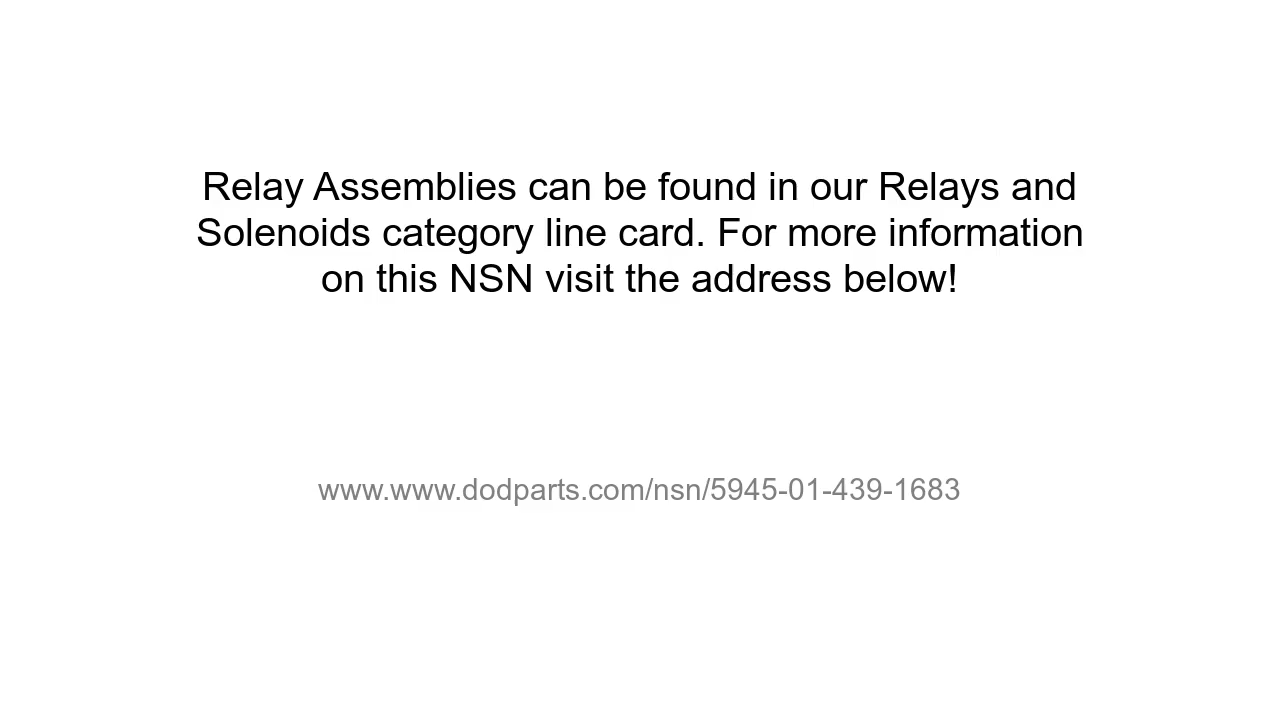 Relay Assemblies can be found in our Relays and
Solenoids category line card. For more information
on this NSN visit the address below!
www.www.dodparts.com/nsn/5945-01-439-1683